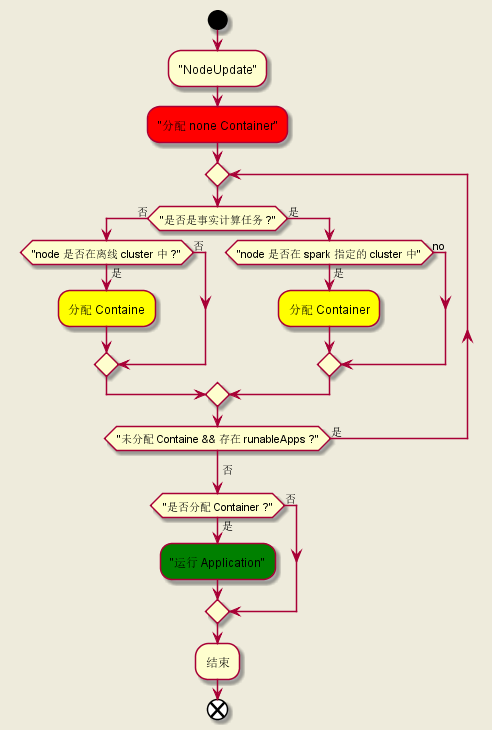 "NodeUpdate"
"分配 none Container"
"是否是事实计算任务 ?"
否
是
"node 是否在离线 cluster 中 ?"
否
是
分配 Containe
"node 是否在 spark 指定的 cluster 中"
no
是
分配 Container
"未分配 Containe && 存在 runableApps ?"
是
否
"是否分配 Container ?"
否
是
"运行 Application"
结束